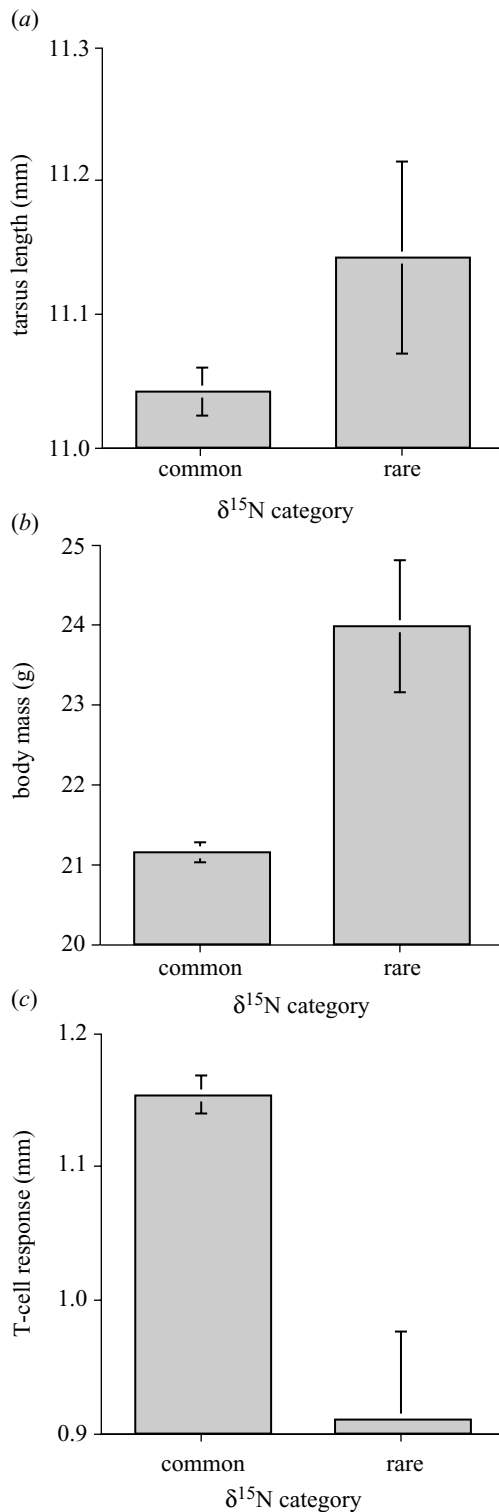 (a)
11.3
11.2
11.1
11.0
tarsus length (mm)
common rare
δ¹⁵N category
(b)
25
24
23
22
21
20
body mass (g)
common rare
δ¹⁵N category
(c)
1.2
1.1
1.0
0.9
T-cell response (mm)
common rare
δ¹⁵N category